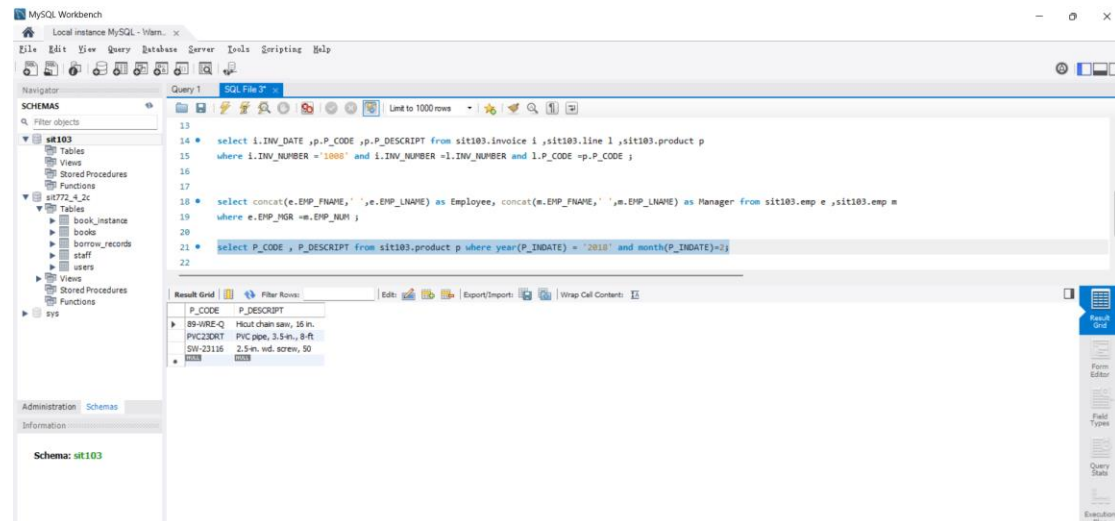 MySQL Workbench
Local instance MySQL - Warn... ×
File Edit View Query Database Server Tools Scripting Help
Navigator
Query 1 SQL File 3* ×
SCHEMAS
Limit to 1000 rows
Filter objects
sit103
Tables
Views
Stored Procedures
Functions
sit772_4_2c
Tables
book_instance
books
borrow_records
staff
users
Views
Stored Procedures
Functions
sys
13
14 select i.INV_DATE ,p.P_CODE ,p.P_DESCRIPT from sit103.invoice i ,sit103.line l ,sit103.product p
15 where i.INV_NUMBER ='1008' and i.INV_NUMBER =l.INV_NUMBER and l.P_CODE =p.P_CODE ;
16
17
18 select concat(e.EMP_FNAME,' ',e.EMP_LNAME) as Employee, concat(m.EMP_FNAME,' ',m.EMP_LNAME) as Manager from sit103.emp e ,sit103.emp m
19 where e.EMP_MGR =m.EMP_NUM ;
20
21 select P_CODE , P_DESCRIPT from sit103.product p where year(P_INDATE) = '2018' and month(P_INDATE)=2;
22
Result Grid Filter Rows: Edit: Export/Import: Wrap Cell Content:
P_CODE P_DESCRIPT
89-WRE-Q Hicut chain saw, 16 in.
PVC23DRT PVC pipe, 3.5-in., 8-ft
SW-23116 2.5-in. wd. screw, 50
NULL NULL
Result Grid
Form Editor
Field Types
Query Stats
Execution
Administration Schemas
Information
Schema: sit103